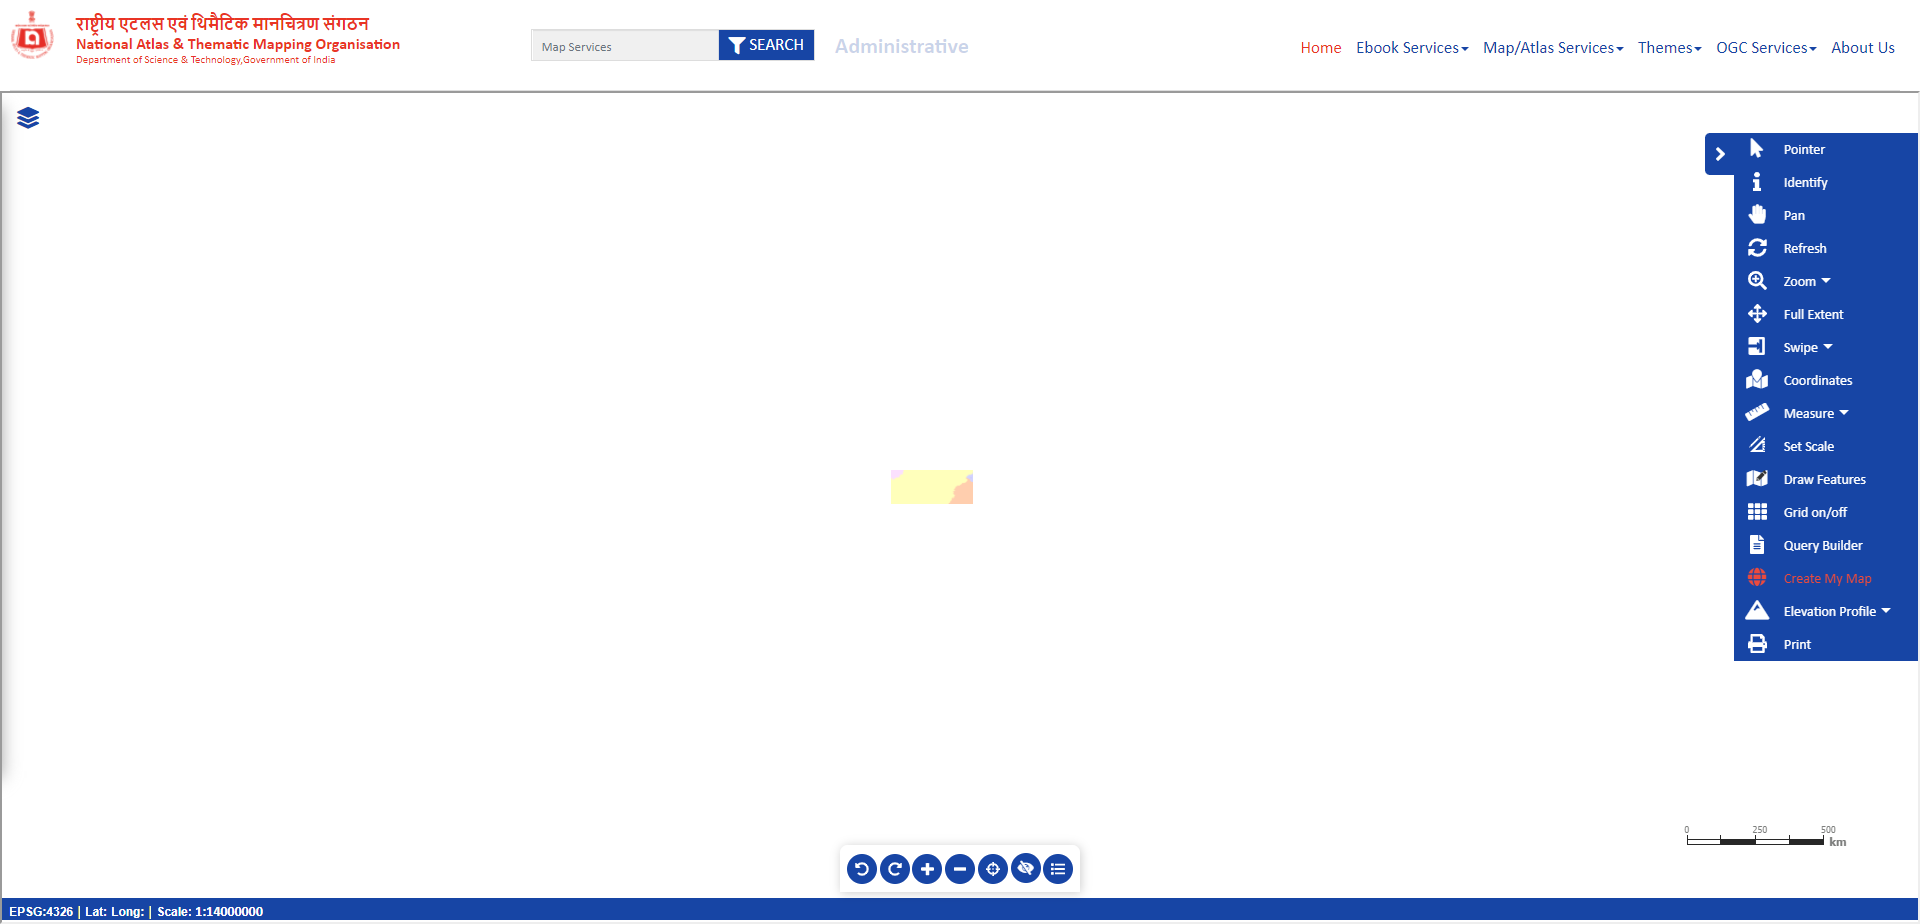 राष्ट्रीय एटलस एवं थिमैटिक मानचित्रण संगठन
National Atlas & Thematic Mapping Organisation
Department of Science & Technology,Government of India
Map Services
SEARCH
Administrative
Home Ebook Services Map/Atlas Services Themes OGC Services About Us
Pointer
Identify
Pan
Refresh
Zoom
Full Extent
Swipe
Coordinates
Measure
Set Scale
Draw Features
Grid on/off
Query Builder
Create My Map
Elevation Profile
Print
0 250 500
km
EPSG:4326 | Lat: Long: | Scale: 1:14000000